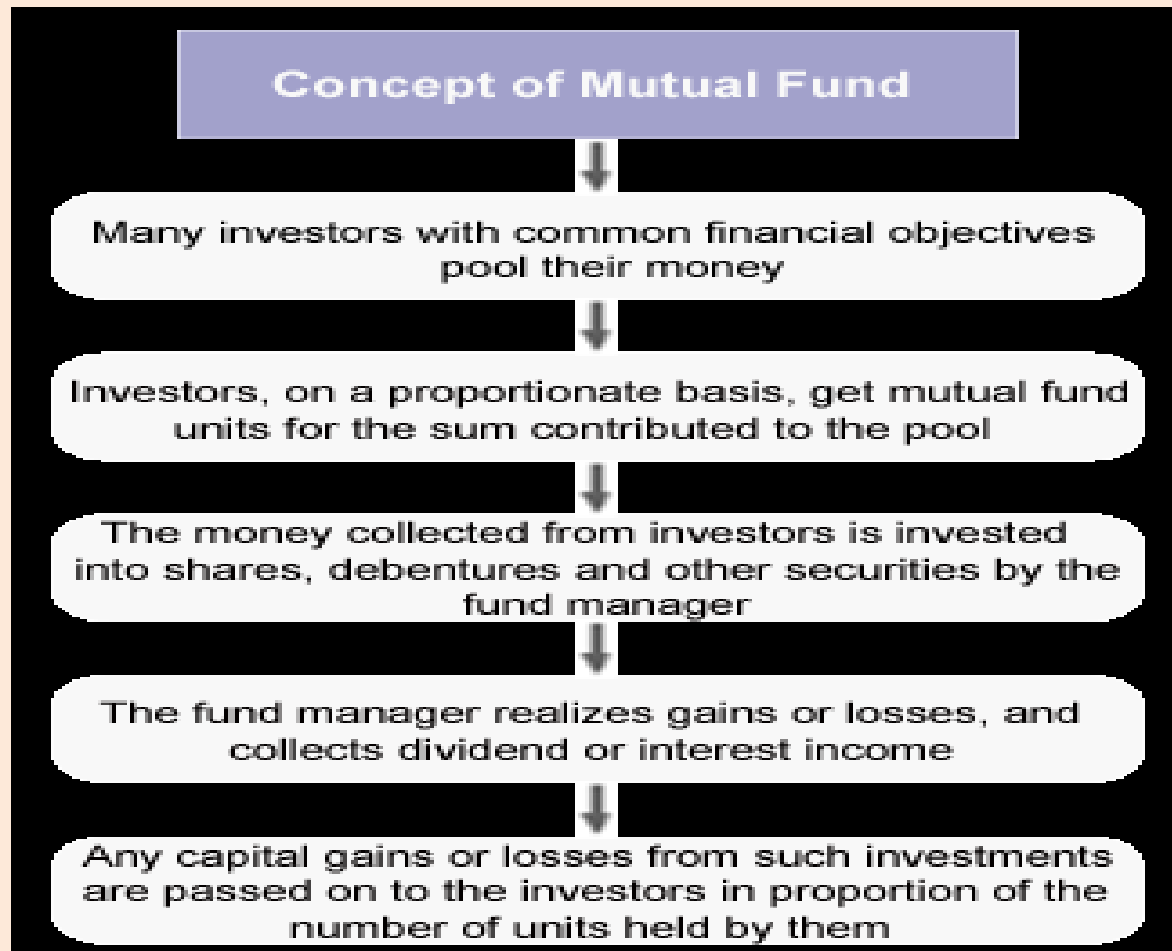 Concept of Mutual Fund
Many investors with common financial objectives
pool their money
Investors, on a proportionate basis, get mutual fund
units for the sum contributed to the pool
The money collected from investors is invested
into shares, debentures and other securities by the
fund manager
The fund manager realizes gains or losses, and
collects dividend or interest income
Any capital gains or losses from such investments
are passed on to the investors in proportion of the
number of units held by them